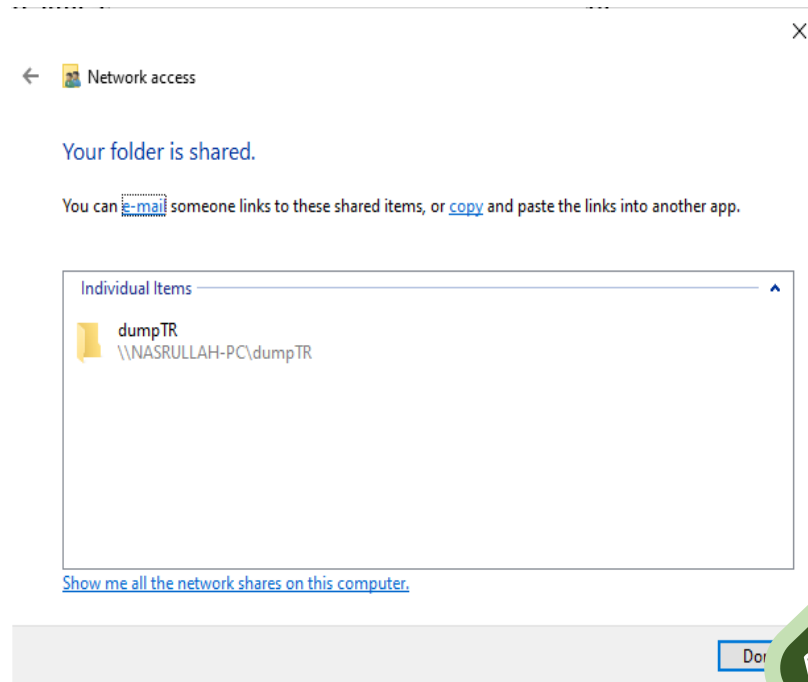 Network access
Your folder is shared.
You can e-mail someone links to these shared items, or copy and paste the links into another app.
Individual Items
dumpTR
\\NASRULLAH-PC\dumpTR
Show me all the network shares on this computer.